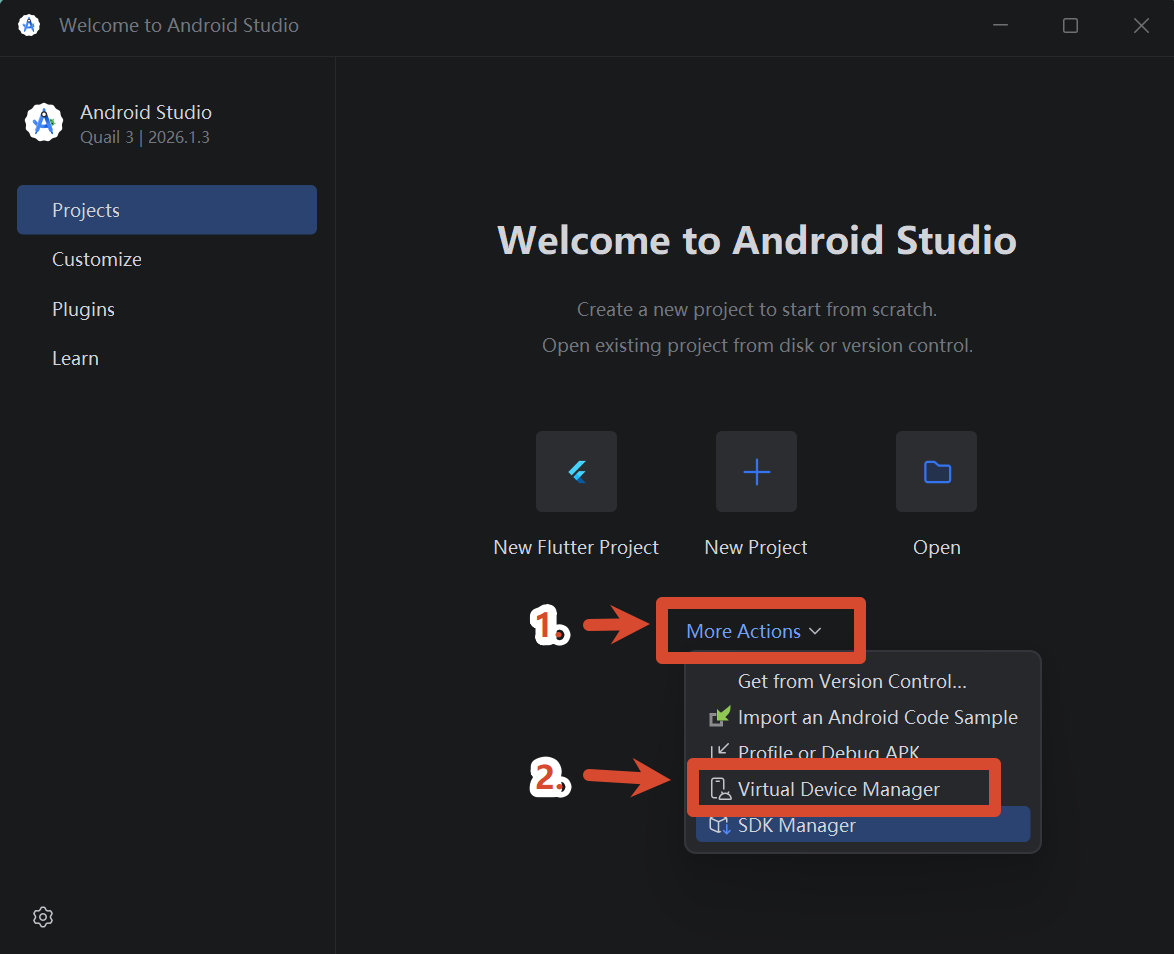 Welcome to Android Studio
Android Studio
Quail 3 | 2026.1.3
Projects
Customize
Plugins
Learn
Welcome to Android Studio
Create a new project to start from scratch.
Open existing project from disk or version control.
New Flutter Project
New Project
Open
1.
More Actions
Get from Version Control...
Import an Android Code Sample
Profile or Debug APK
2.
Virtual Device Manager
SDK Manager